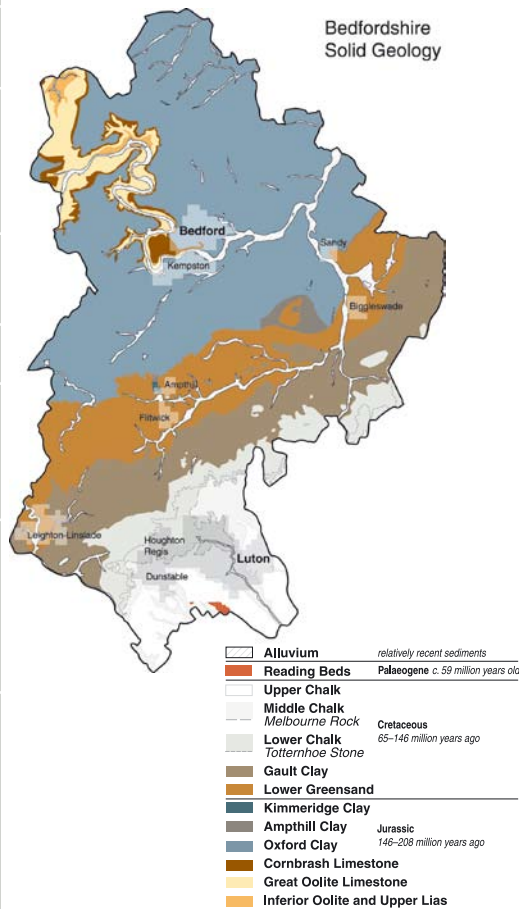 Bedfordshire
Solid Geology
Bedford
Sandy
Kempston
Biggleswade
Ampthill
Flitwick
Leighton-Linslade
Houghton
Regis
Luton
Dunstable
Alluvium relatively recent sediments
Reading Beds Palaeogene c. 59 million years old
Upper Chalk
Middle Chalk
Melbourne Rock
Cretaceous
Lower Chalk 65–146 million years ago
Totternhoe Stone
Gault Clay
Lower Greensand
Kimmeridge Clay
Ampthill Clay Jurassic
Oxford Clay 146–208 million years ago
Cornbrash Limestone
Great Oolite Limestone
Inferior Oolite and Upper Lias